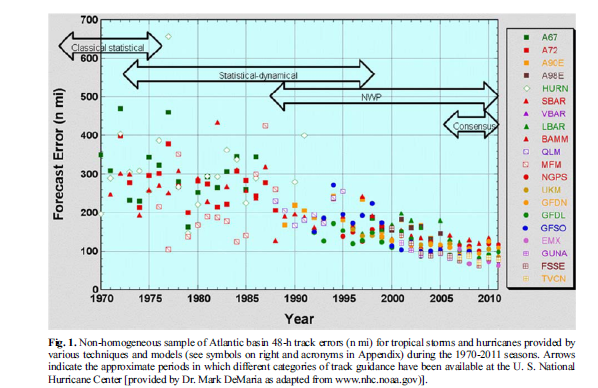 700
600
500
400
300
200
100
0
Forecast Error (n mi)
Classical statistical
Statistical-dynamical
NWP
Consensus
1970
1975
1980
1985
1990
1995
2000
2005
2010
Year
A67
A72
A90E
A98E
HURN
SBAR
VBAR
LBAR
BAMM
QLM
MFM
NGPS
UKM
GFDN
GFDL
GFSO
EMX
GUNA
FSSE
TVCN
Fig. 1. Non-homogeneous sample of Atlantic basin 48-h track errors (n mi) for tropical storms and hurricanes provided by
various techniques and models (see symbols on right and acronyms in Appendix) during the 1970-2011 seasons. Arrows
indicate the approximate periods in which different categories of track guidance have been available at the U. S. National
Hurricane Center [provided by Dr. Mark DeMaria as adapted from www.nhc.noaa.gov)].